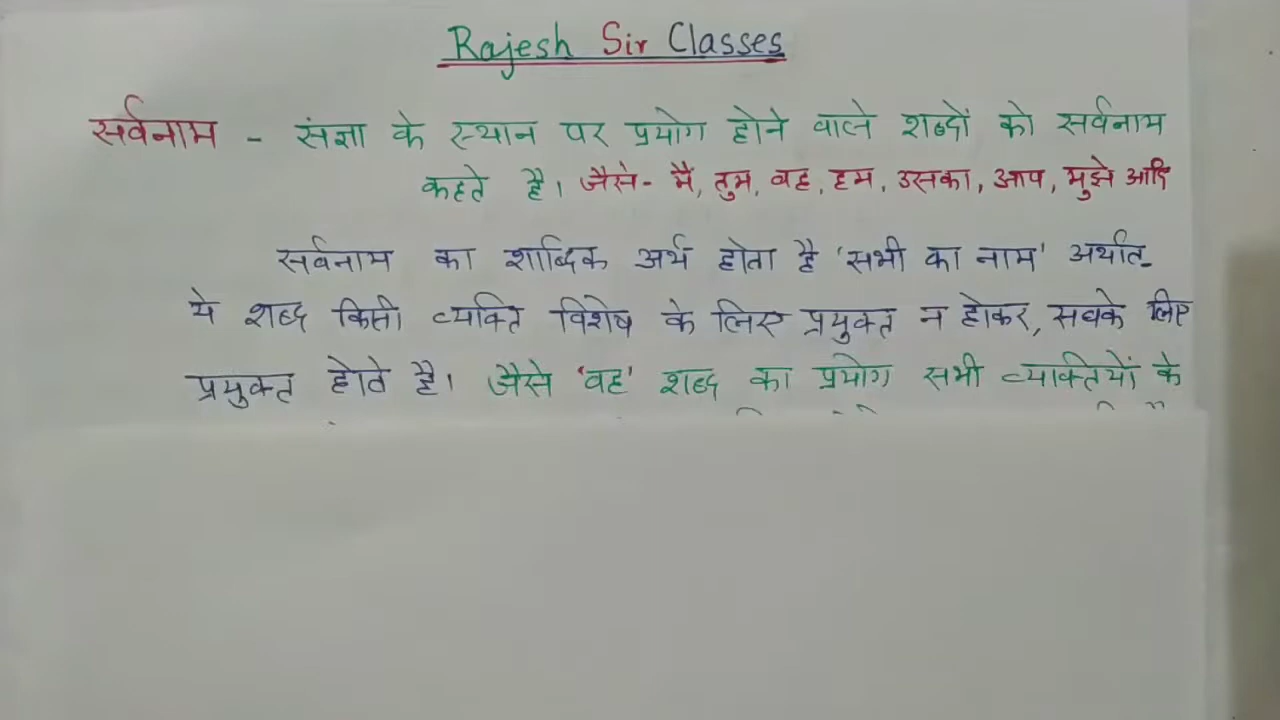 Rajesh Sir Classes
सर्वनाम - संज्ञा के स्थान पर प्रयोग होने वाले शब्दों को सर्वनाम
कहते है। जैसे- मै, तुम, वह, हम, उसका, आप, मुझे आदि
सर्वनाम का शाब्दिक अर्थ होता है 'सभी का नाम' अर्थात-
ये शब्द किसी व्यक्ति विशेष के लिए प्रयुक्त न होकर, सबके लिए
प्रयुक्त होते है। जैसे 'वह' शब्द का प्रयोग सभी व्यक्तियों के